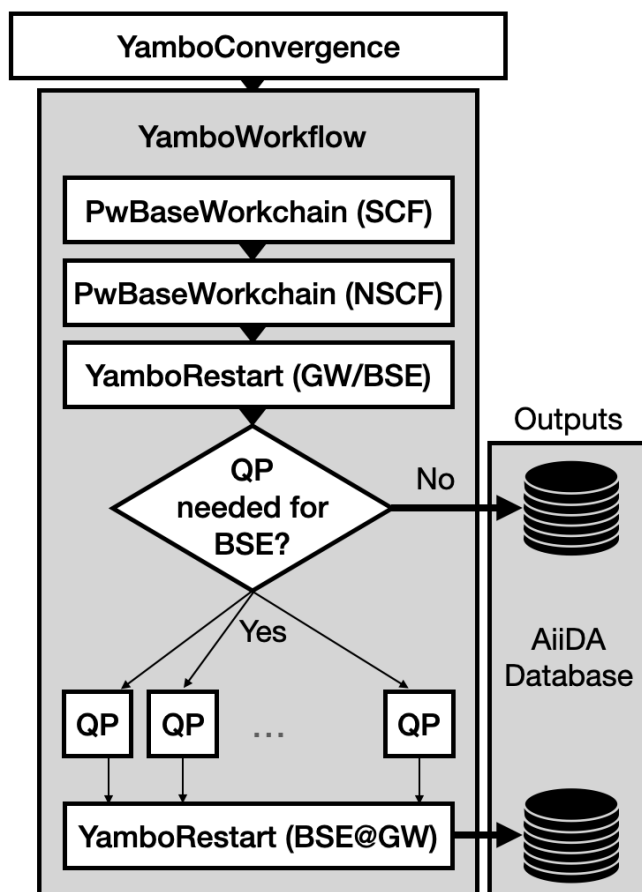 YamboConvergence
YamboWorkflow
PwBaseWorkchain (SCF)
PwBaseWorkchain (NSCF)
YamboRestart (GW/BSE)
Outputs
QP
needed for
BSE?
No
Yes
AiiDA
Database
QP
QP
...
QP
YamboRestart (BSE@GW)